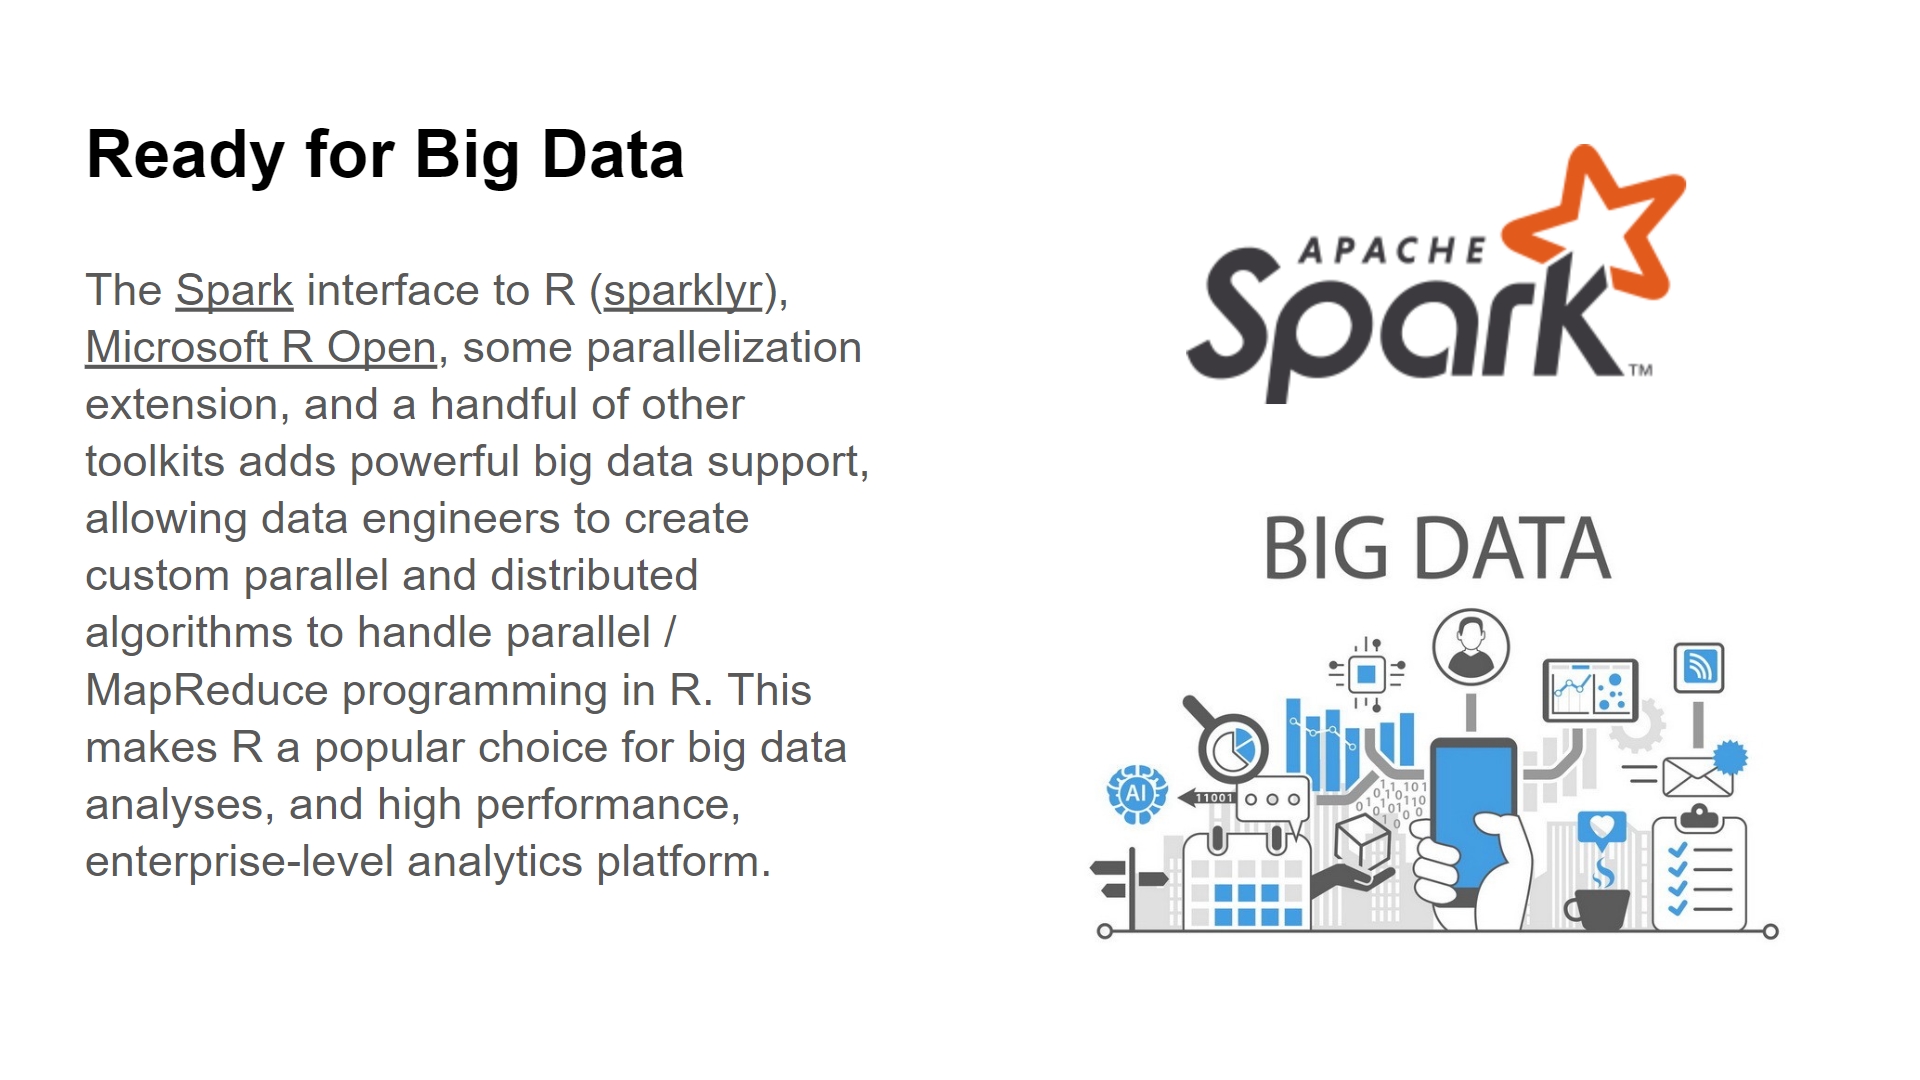 Ready for Big Data
The Spark interface to R (sparklyr),
Microsoft R Open, some parallelization
extension, and a handful of other
toolkits adds powerful big data support,
allowing data engineers to create
custom parallel and distributed
algorithms to handle parallel /
MapReduce programming in R. This
makes R a popular choice for big data
analyses, and high performance,
enterprise-level analytics platform.
APACHE
Spark™
BIG DATA
AI
11001